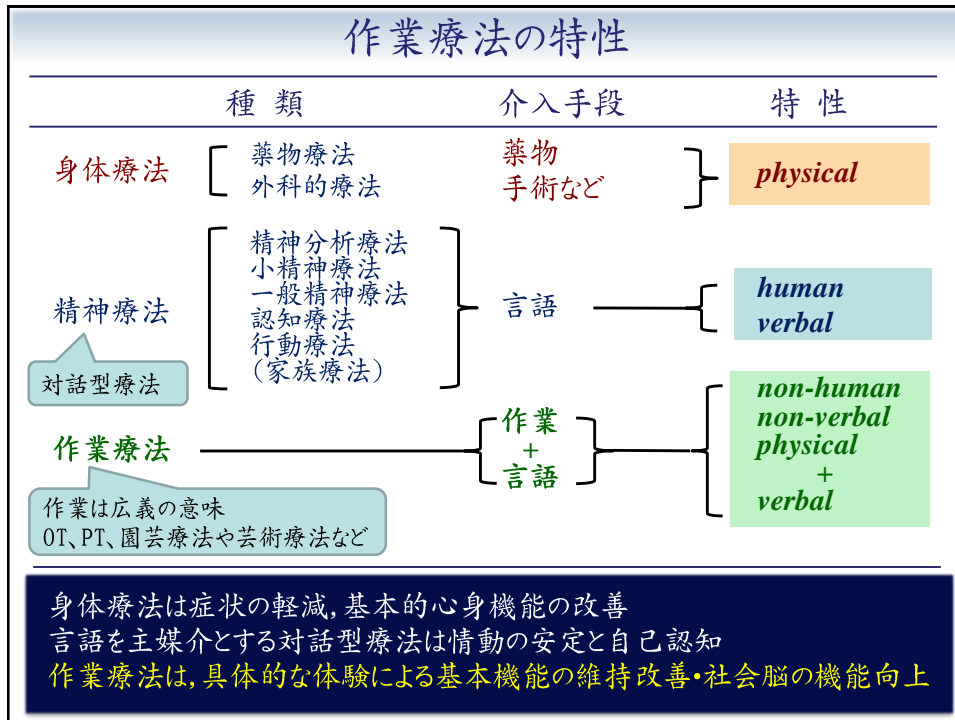 作業療法の特性
種 類 介入手段 特 性
身体療法
薬物療法
外科的療法
薬物
手術など
physical
精神療法
対話型療法
精神分析療法
小精神療法
一般精神療法
認知療法
行動療法
(家族療法)
言語
human
verbal
作業療法
作業は広義の意味
OT、PT、園芸療法や芸術療法など
作業
+
言語
non-human
non-verbal
physical
+
verbal
身体療法は症状の軽減,基本的心身機能の改善
言語を主媒介とする対話型療法は情動の安定と自己認知
作業療法は,具体的な体験による基本機能の維持改善・社会脳の機能向上